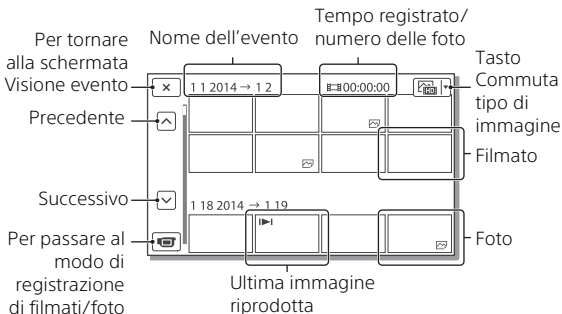 Tempo registrato/
numero delle foto
Nome dell'evento
Per tornare
alla schermata
Visione evento
Tasto
Commuta
tipo di
immagine
1 1 2014 → 1 2
00:00:00
Precedente
Filmato
Successivo
1 18 2014 → 1 19
Foto
Per passare al
modo di
registrazione
di filmati/foto
Ultima immagine
riprodotta